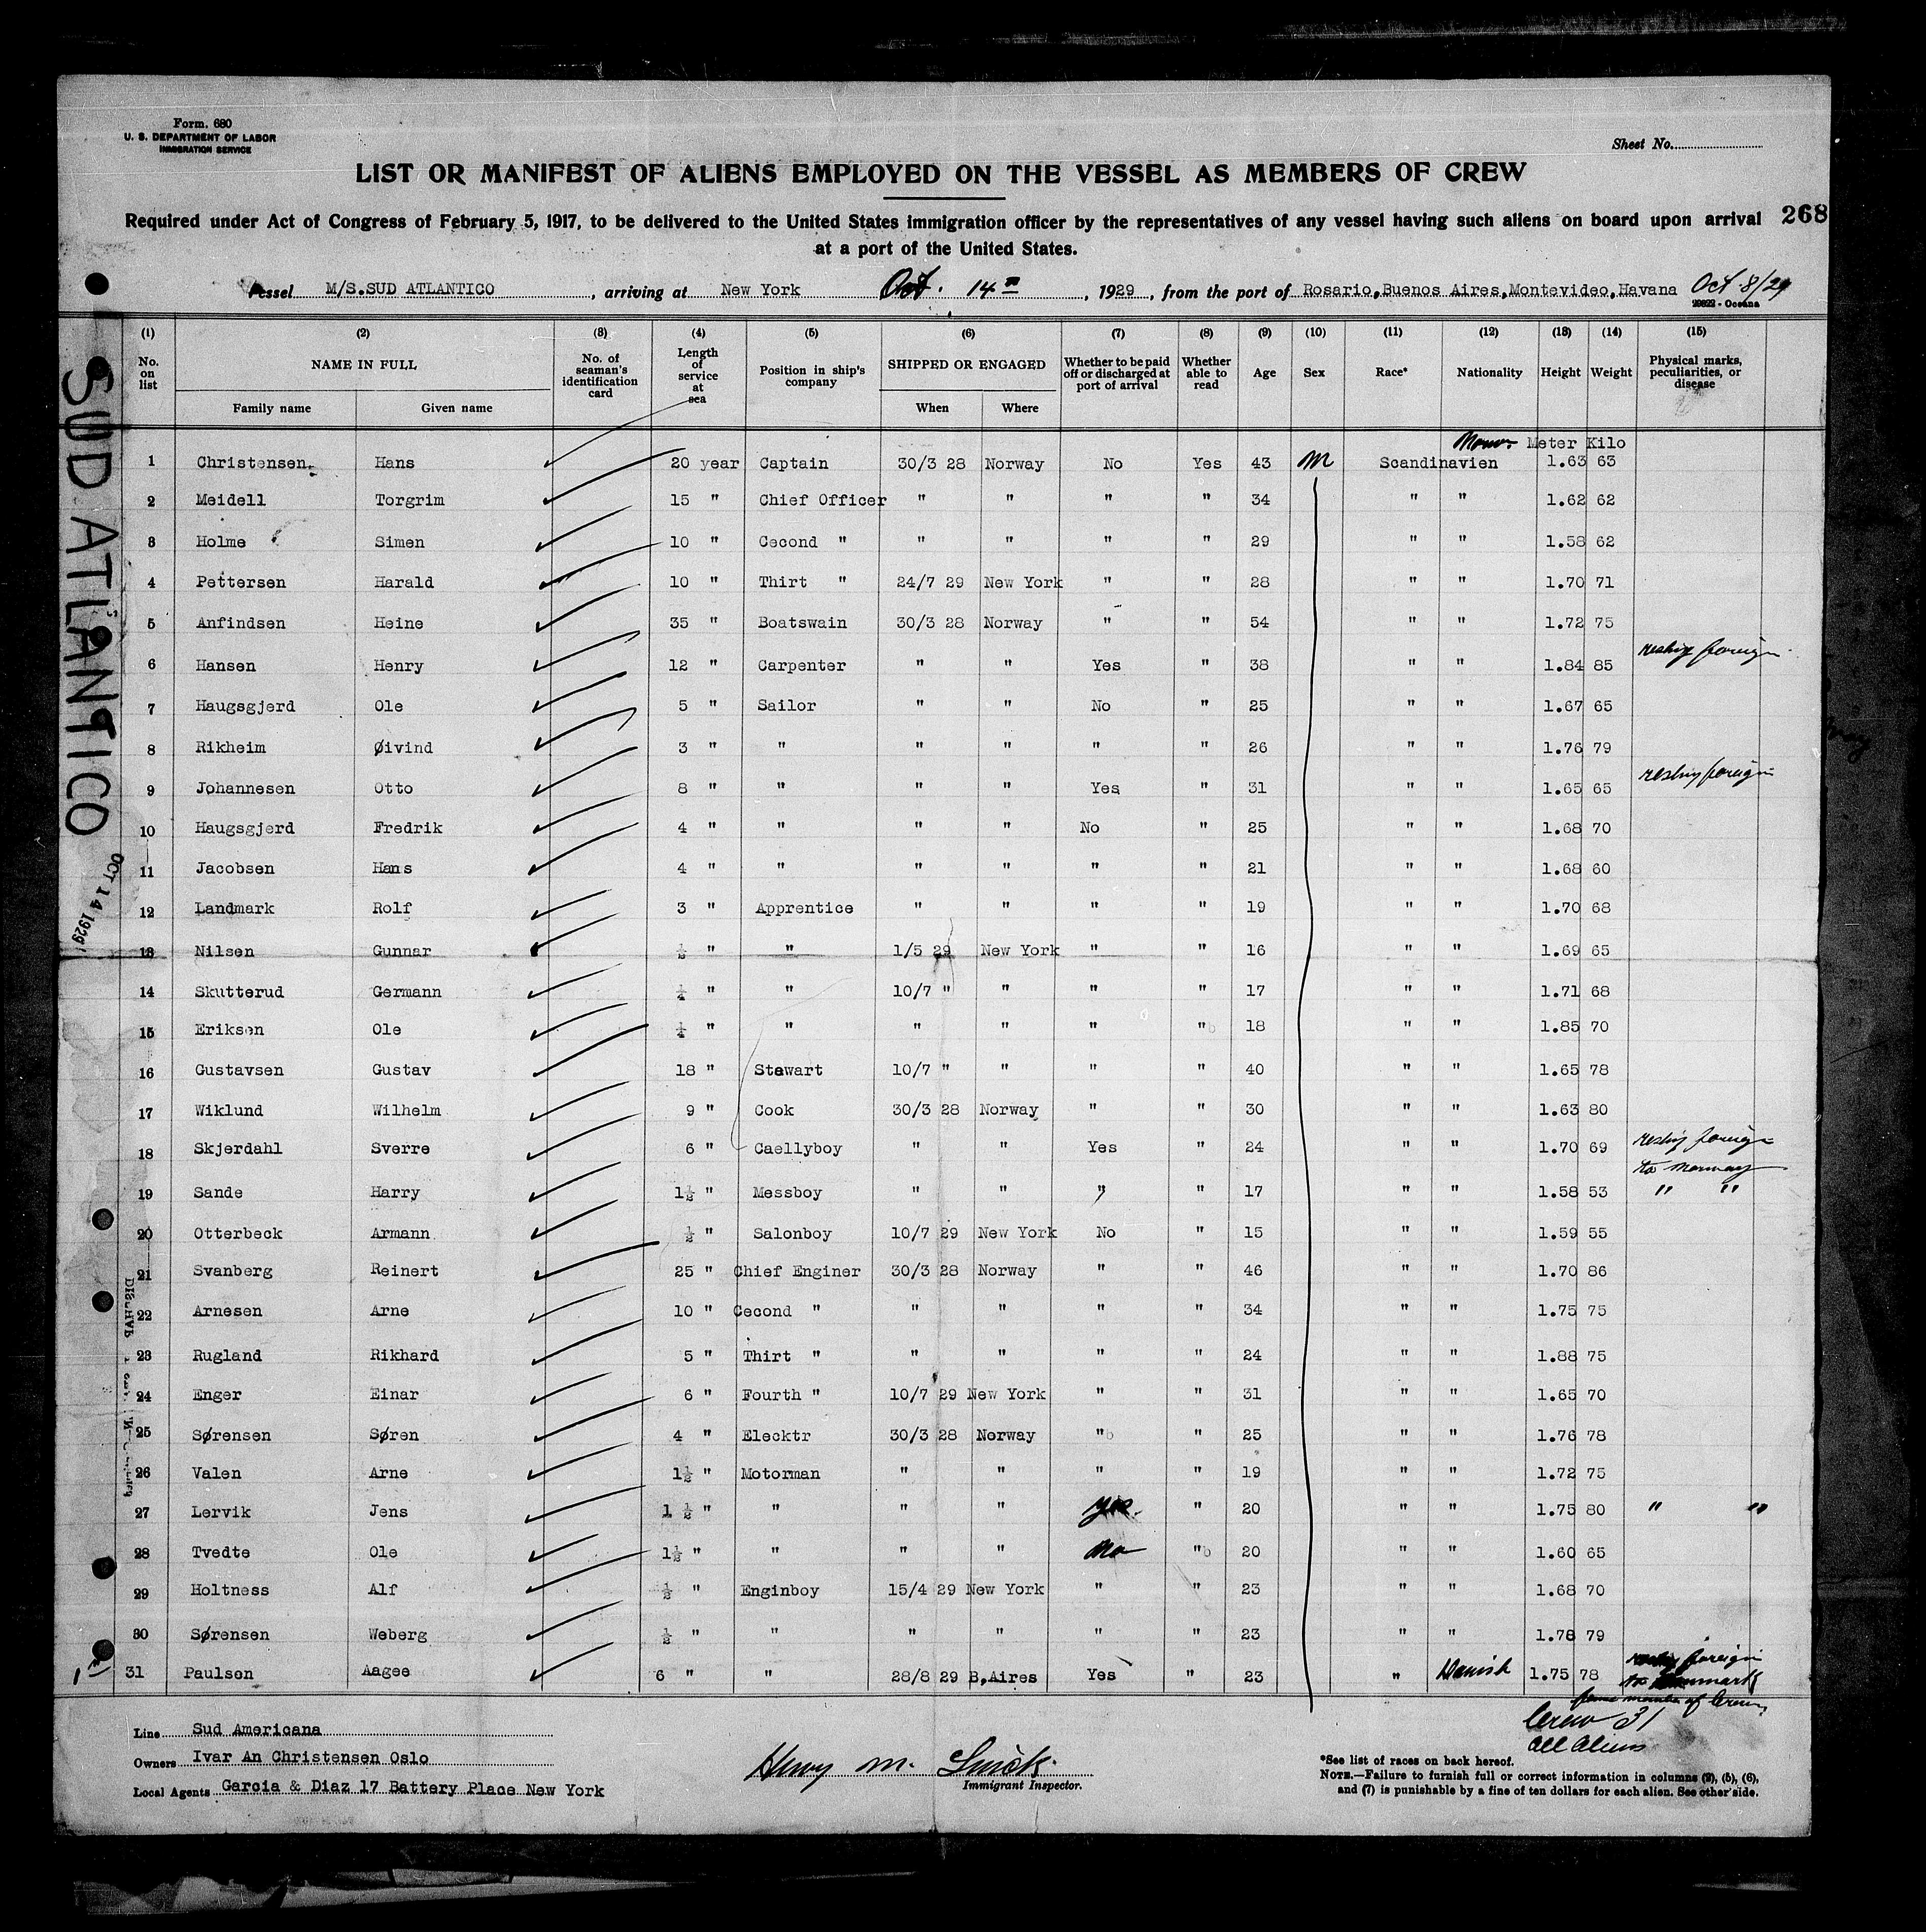 Form. 680
U. S. DEPARTMENT OF LABOR
IMMIGRATION SERVICE
Sheet No.
LIST OR MANIFEST OF ALIENS EMPLOYED ON THE VESSEL AS MEMBERS OF CREW
268
Required under Act of Congress of February 5, 1917, to be delivered to the United States immigration officer by the representatives of any vessel having such aliens on board upon arrival
at a port of the United States.
Vessel M/S.SUD ATLANTICO, arriving at New York Oct. 14, 1929, from the port of Rosario,Buenos Aires,Montevideo,Havana Oct 8/29
(1) (2) (3) (4) (5) (6) (7) (8) (9) (10) (11) (12) (13) (14) (15)
No. on list NAME IN FULL No. of seaman's identification card Length of service at sea Position in ship's company SHIPPED OR ENGAGED Whether to be paid off or discharged at port of arrival Whether able to read Age Sex Race* Nationality Height Weight Physical marks, peculiarities, or disease
Family name Given name When Where
Meter Kilo
1 Christensen Hans 20 year Captain 30/3 28 Norway No Yes 43 M Scandinavien 1.63 63
2 Meidell Torgrim 15 " Chief Officer " " " " 34 " " 1.62 62
3 Holme Simen 10 " Cecond " " " " " 29 " " 1.58 62
4 Pettersen Harald 10 " Thirt " 24/7 29 New York " " 28 " " 1.70 71
5 Anfindsen Heine 35 " Boatswain 30/3 28 Norway " " 54 " " 1.72 75
6 Hansen Henry 12 " Carpenter " " Yes " 38 " " 1.84 85 reship foreign
7 Haugsgjerd Ole 5 " Sailor " " No " 25 " " 1.67 65
8 Rikheim Øivind 3 " " " " " " 26 " " 1.76 79
9 Johannesen Otto 8 " " " " Yes " 31 " " 1.65 65 reship foreign
10 Haugsgjerd Fredrik 4 " " " " No " 25 " " 1.68 70
11 Jacobsen Hans 4 " " " " " " 21 " " 1.68 60
12 Landmark Rolf 3 " Apprentice " " " " 19 " " 1.70 68
13 Nilsen Gunnar ½ " " 1/5 29 New York " " 16 " " 1.69 65
14 Skutterud Germann ¼ " " 10/7 " " " " 17 " " 1.71 68
15 Eriksen Ole ¼ " " " " " " 18 " " 1.85 70
16 Gustavsen Gustav 18 " Stewart 10/7 " " " " 40 " " 1.65 78
17 Wiklund Wilhelm 9 " Cook 30/3 28 Norway " " 30 " " 1.63 80
18 Skjerdahl Sverre 6 " Caellyboy " " Yes " 24 " " 1.70 69 reship foreign
to Norway
19 Sande Harry 1½ " Messboy " " " " 17 " " 1.58 53 " "
20 Otterbeck Armann ½ " Salonboy 10/7 29 New York No " 15 " " 1.59 55
21 Svanberg Reinert 25 " Chief Enginer 30/3 28 Norway " " 46 " " 1.70 86
22 Arnesen Arne 10 " Cecond " " " " " 34 " " 1.75 75
23 Rugland Rikhard 5 " Thirt " " " " " 24 " " 1.88 75
24 Enger Einar 6 " Fourth " 10/7 29 New York " " 31 " " 1.65 70
25 Sørensen Søren 4 " Elecktr 30/3 28 Norway " " 25 " " 1.76 78
26 Valen Arne 1½ " Motorman " " " " 19 " " 1.72 75
27 Lervik Jens 1 ½ " " " " yes. " 20 " " 1.75 80 " "
28 Tvedte Ole 1½ " " " " No " 20 " " 1.60 65
29 Holtness Alf ½ " Enginboy 15/4 29 New York " " 23 " " 1.68 70
30 Sørensen Weberg ½ " " " " " " 23 " " 1.78 79
31 Paulson Aagee 6 " " 28/8 29 B,Aires Yes " 23 " Danish 1.75 78 reship foreign
to Denmark
member of Crew
Crew 31
All Aliens
Line Sud Americana
Owners Ivar An Christensen Oslo
Local Agents Garcia & Diaz 17 Battery Place New York
Henry M.
Immigrant Inspector.
*See list of races on back hereof.
NOTE.—Failure to furnish full or correct information in columns (2), (5), (6),
and (7) is punishable by a fine of ten dollars for each alien. See other side.
SUD ATLANTICO
OCT 14 1929